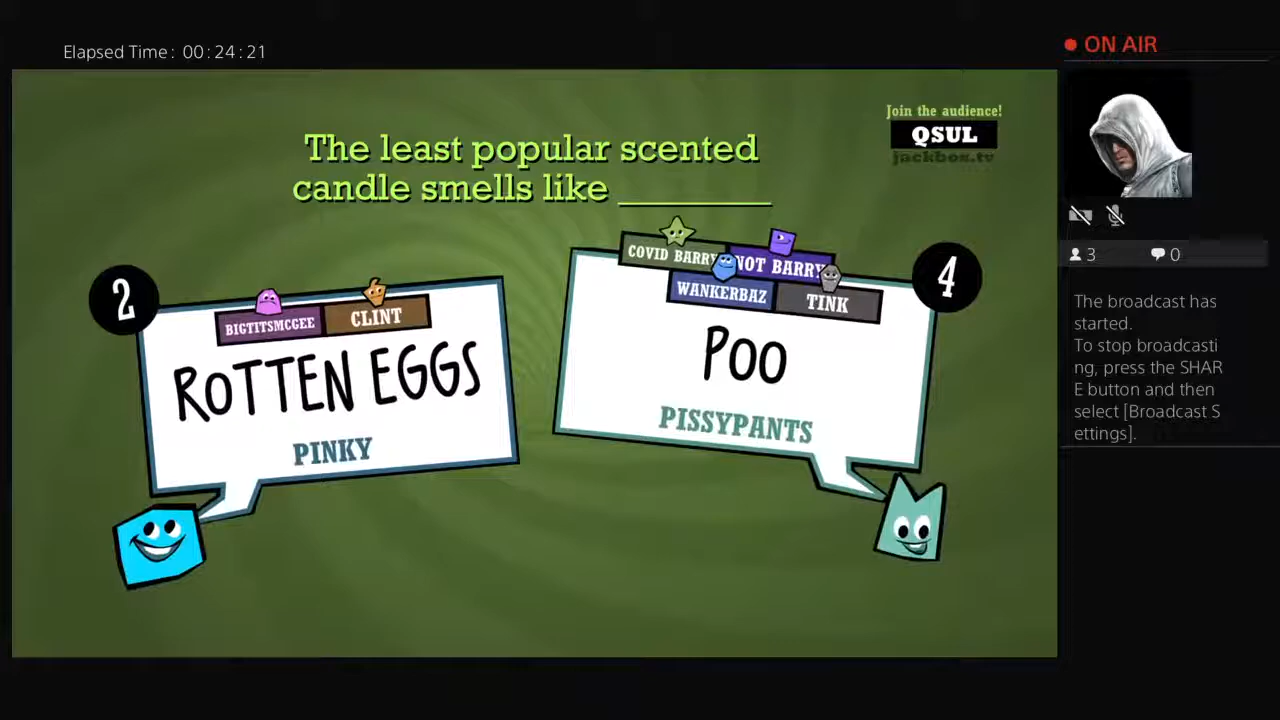 Elapsed Time: 00:24:21
ON AIR
Join the audience!
QSUL
jackbox.tv
The least popular scented
candle smells like ________
2
BIGTITSMCGEE
CLINT
ROTTEN EGGS
PINKY
COVID BARRY
NOT BARRY
WANKERBAZ
TINK
4
POO
PISSYPANTS
3
0
The broadcast has
started.
To stop broadcasti
ng, press the SHAR
E button and then
select [Broadcast S
ettings].